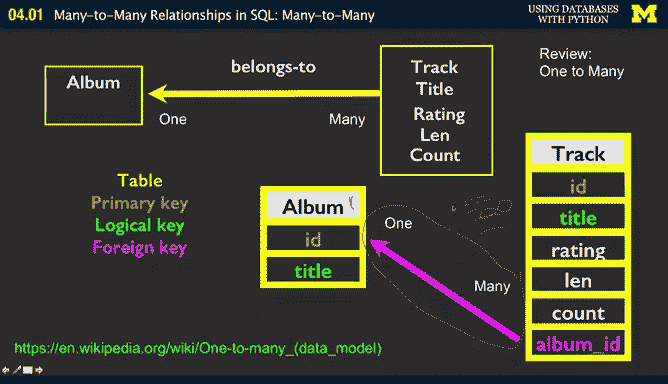 04.01 Many-to-Many Relationships in SQL: Many-to-Many
USING DATABASES
WITH PYTHON
M
Review:
One to Many
belongs-to
Album
One
Many
Track
Title
Rating
Len
Count
Table
Primary key
Logical key
Foreign key
Album
id
title
One
Many
Track
id
title
rating
len
count
album_id
https://en.wikipedia.org/wiki/One-to-many_(data_model)